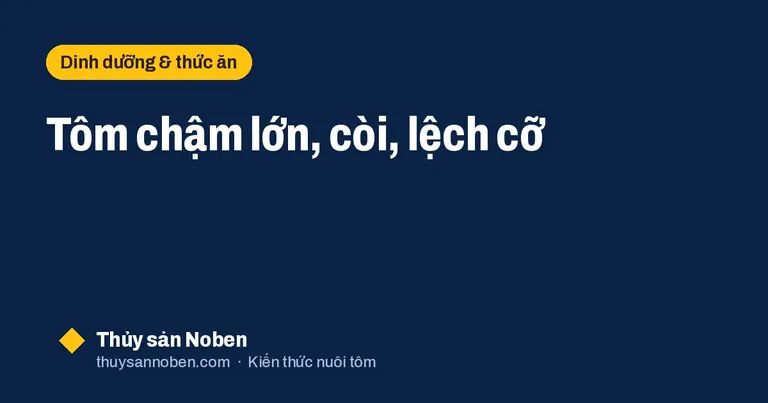 Dinh dưỡng & thức ăn
Tôm chậm lớn, còi, lệch cỡ
Thủy sản Noben
thuysannoben.com · Kiến thức nuôi tôm